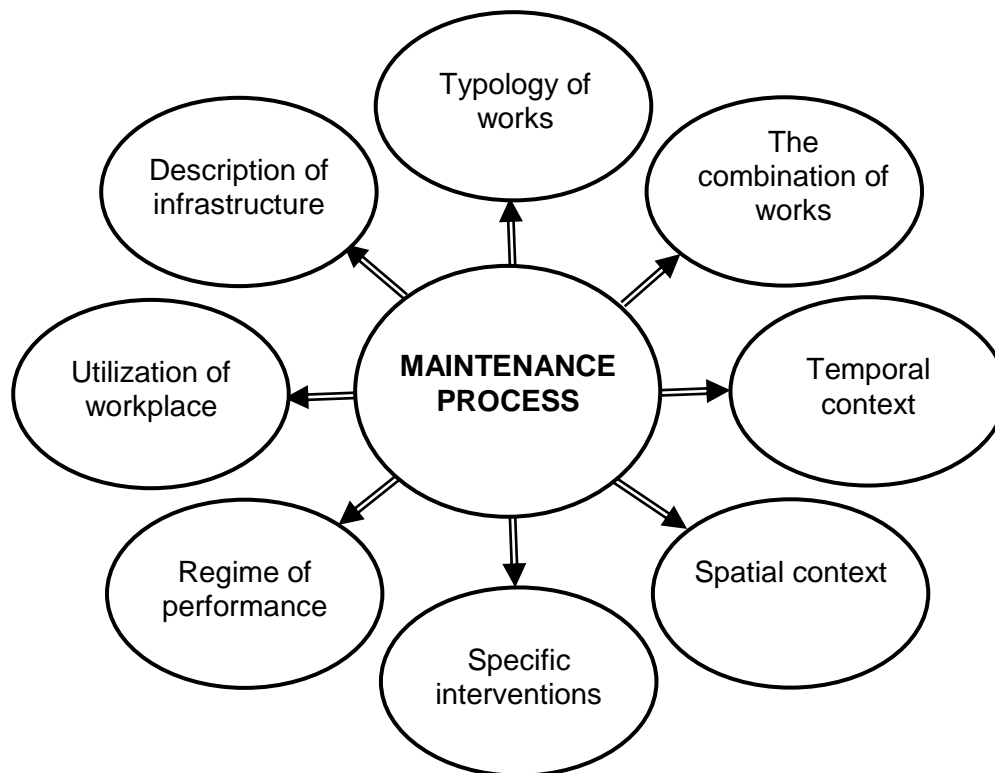 Typology of
works
The
combination of
works
Description of
infrastructure
MAINTENANCE
PROCESS
Temporal
context
Utilization of
workplace
Spatial context
Regime of
performance
Specific
interventions